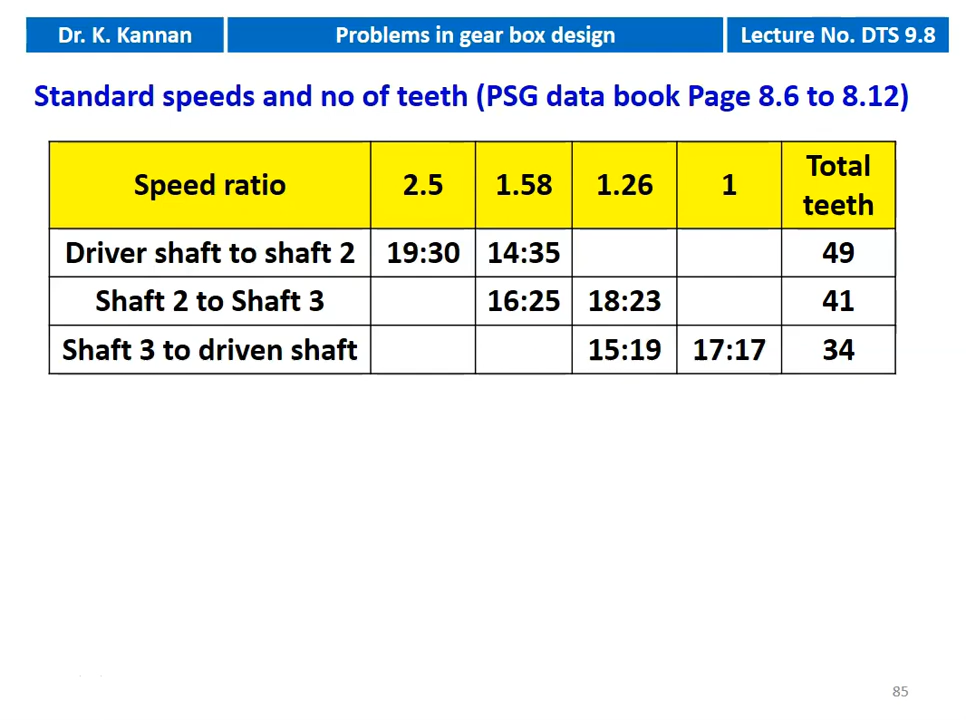 Dr. K. Kannan Problems in gear box design Lecture No. DTS 9.8
Standard speeds and no of teeth (PSG data book Page 8.6 to 8.12)
Speed ratio 2.5 1.58 1.26 1 Total teeth
Driver shaft to shaft 2 19:30 14:35 49
Shaft 2 to Shaft 3 16:25 18:23 41
Shaft 3 to driven shaft 15:19 17:17 34
85